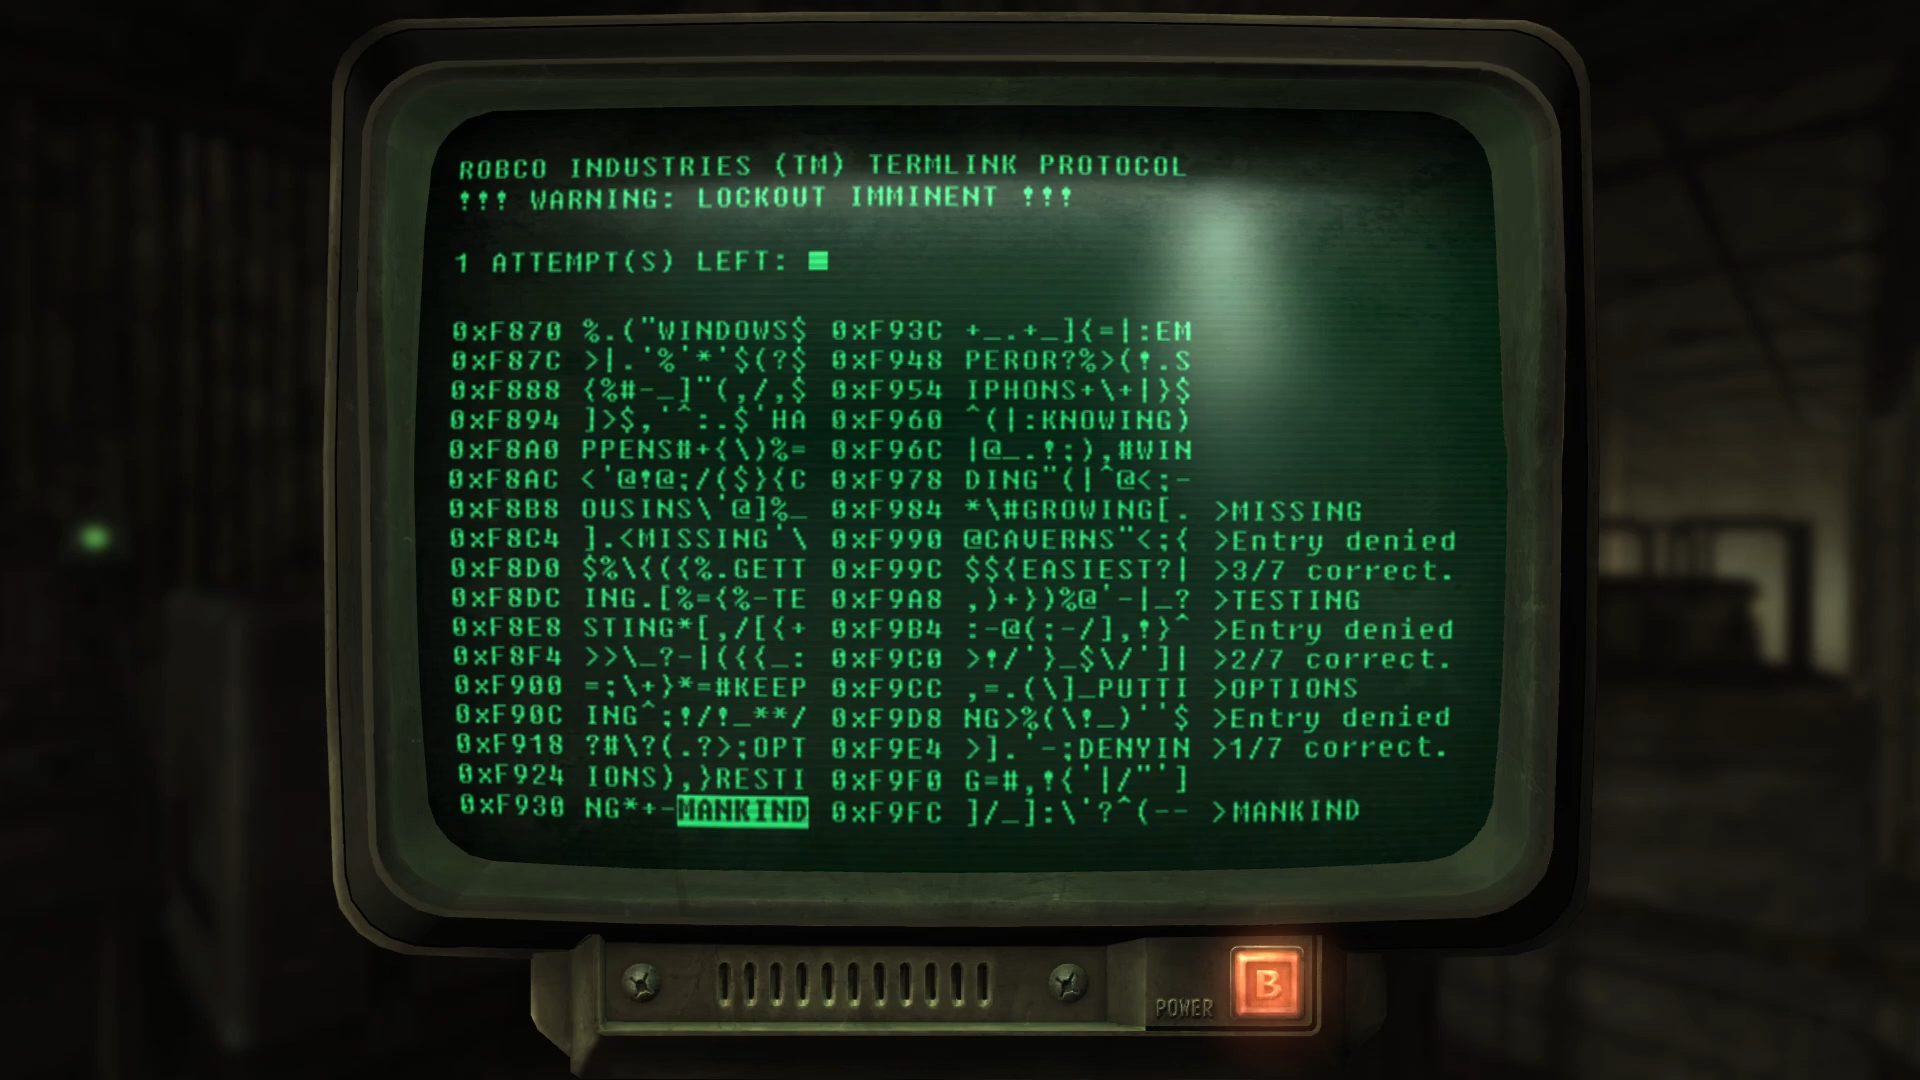 ROBCO INDUSTRIES (TM) TERMLINK PROTOCOL
!!! WARNING: LOCKOUT IMMINENT !!!
1 ATTEMPT(S) LEFT:
0xF870 %.("WINDOWS$ 0xF93C +_.+_]{=|:EM
0xF87C >|.'%'*'$(?$ 0xF948 PEROR?%>(!.S
0xF888 {%#-_]"(,/,$ 0xF954 IPHONS+\+|}$
0xF894 ]>$,'^:.$'HA 0xF960 ^(|:KNOWING)
0xF8A0 PPENS#+{\)%= 0xF96C |@_.!;),#WIN
0xF8AC <'@!@;/($}{C 0xF978 DING"(|^@<;-
0xF8B8 OUSINS\'@]%_ 0xF984 *\#GROWING[. >MISSING
0xF8C4 ].<MISSING'\ 0xF990 @CAVERNS"<;{ >Entry denied
0xF8D0 $%\{({%.GETT 0xF99C $${EASIEST?| >3/7 correct.
0xF8DC ING.[%={%-TE 0xF9A8 ,)+})%@'-|_? >TESTING
0xF8E8 STING*[,/[{+ 0xF9B4 :-@(;-/],!}^ >Entry denied
0xF8F4 >>\_?-|({{_: 0xF9C0 >!/'}_$\/']| >2/7 correct.
0xF900 =;\+}*=#KEEP 0xF9CC ,=.(\]_PUTTI >OPTIONS
0xF90C ING^;!/!_**/ 0xF9D8 NG>%(\!_)''$ >Entry denied
0xF918 ?#\?(.?>;OPT 0xF9E4 >].'-;DENYIN >1/7 correct.
0xF924 IONS),}RESTI 0xF9F0 G=#,!{'|/"']
0xF930 NG*+-MANKIND 0xF9FC ]/_]:\'?^(-- >MANKIND
POWER B